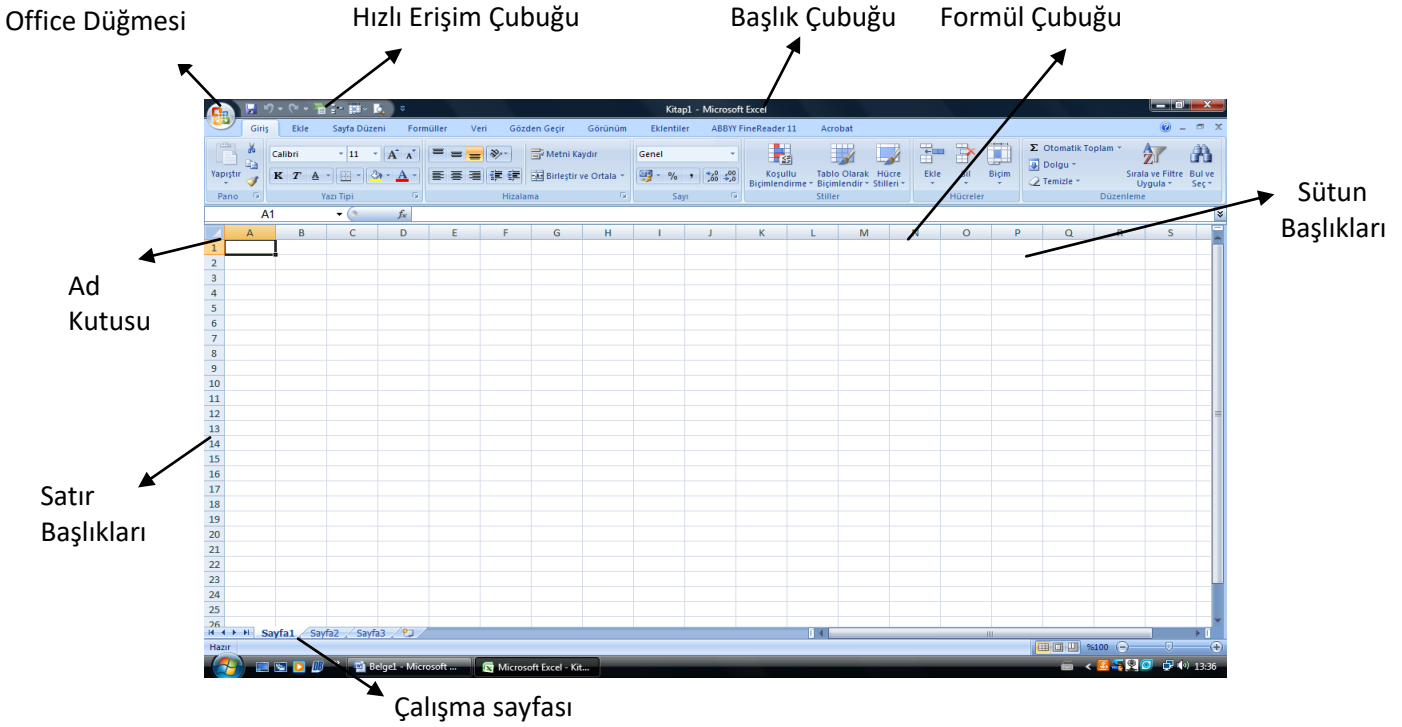 Office Düğmesi
Hızlı Erişim Çubuğu
Başlık Çubuğu
Formül Çubuğu
Kitap1 - Microsoft Excel
Giriş Ekle Sayfa Düzeni Formüller Veri Gözden Geçir Görünüm Eklentiler ABBYY FineReader 11 Acrobat
Calibri 11 Metni Kaydır Genel Σ Otomatik Toplam
Dolgu
Yapıştır K T A Birleştir ve Ortala % Koşullu Biçimlendirme Tablo Olarak Biçimlendir Hücre Stilleri Ekle Biçim Temizle Sırala ve Filtre Uygula Bul ve Seç
Pano Yazı Tipi Hizalama Sayı Stiller Hücreler Düzenleme
A1 fx
A B C D E F G H I J K L M N O P Q R S
1
2
3
4
5
6
7
8
9
10
11
12
13
14
15
16
17
18
19
20
21
22
23
24
25
26
Sütun
Başlıkları
Ad
Kutusu
Satır
Başlıkları
Sayfa1 Sayfa2 Sayfa3
Hazır %100
Belge1 - Microsoft ... Microsoft Excel - Kit... 13:36
Çalışma sayfası